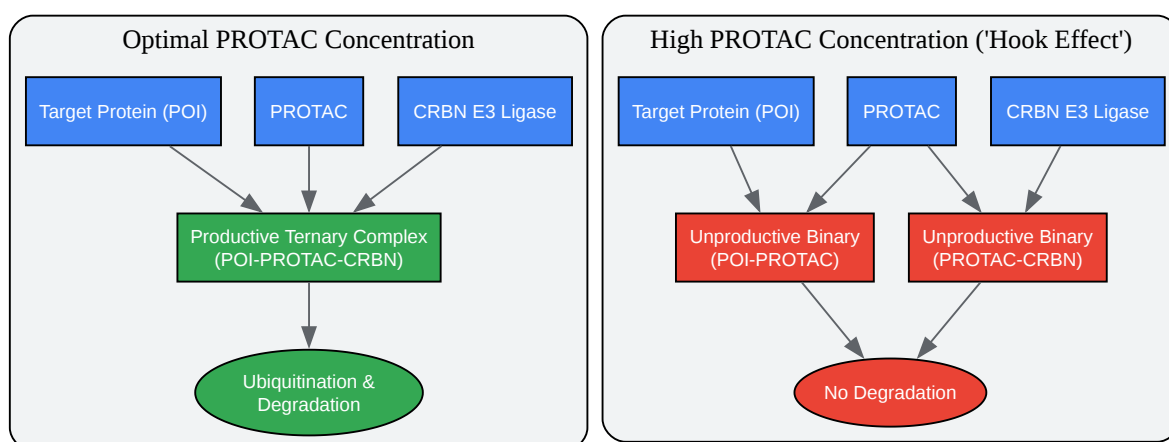 Optimal PROTAC Concentration
Target Protein (POI)
PROTAC
CRBN E3 Ligase
Productive Ternary Complex
(POI-PROTAC-CRBN)
Ubiquitination &
Degradation
High PROTAC Concentration ('Hook Effect')
Target Protein (POI)
PROTAC
CRBN E3 Ligase
Unproductive Binary
(POI-PROTAC)
Unproductive Binary
(PROTAC-CRBN)
No Degradation